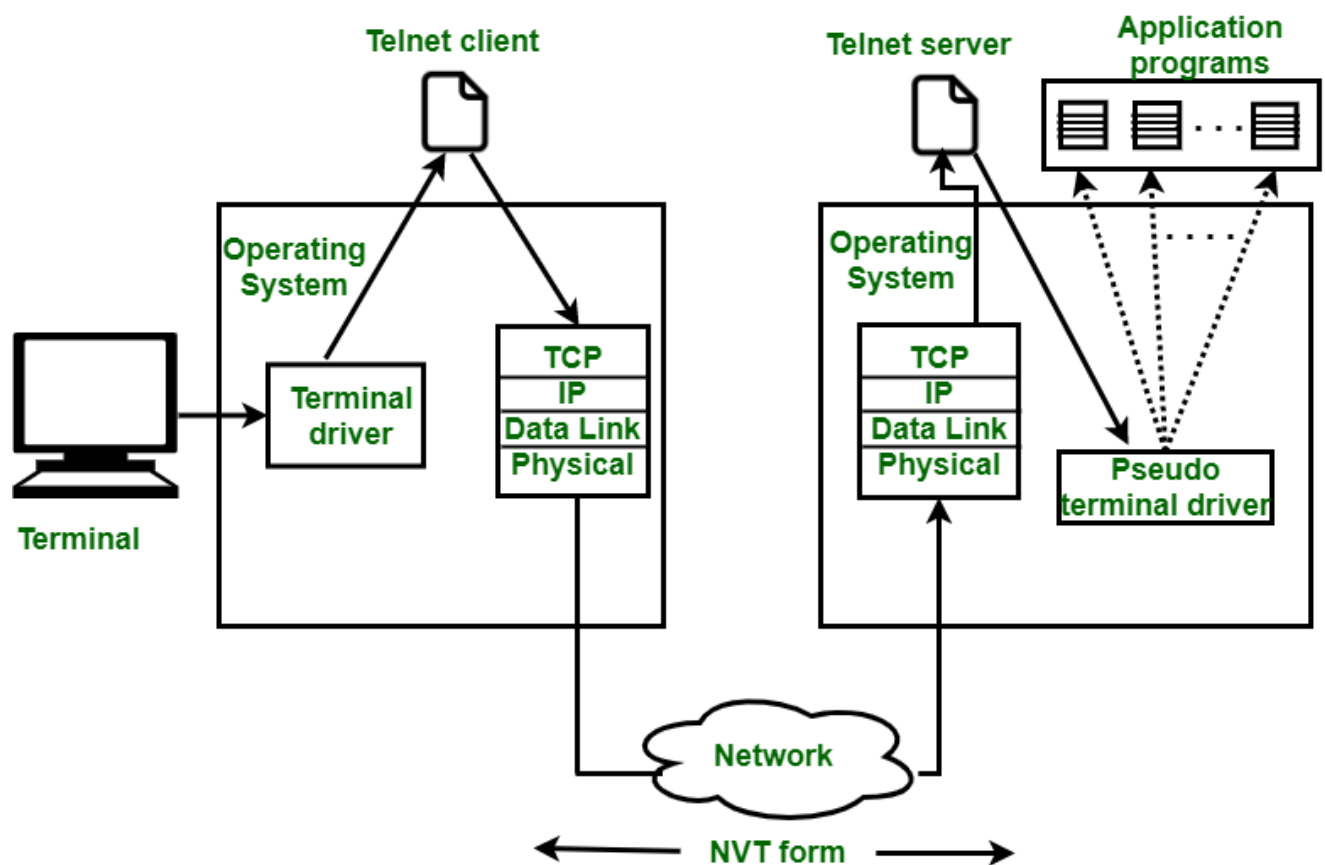 Telnet client
Telnet server
Application
programs
Operating
System
Operating
System
Terminal
driver
TCP
IP
Data Link
Physical
TCP
IP
Data Link
Physical
Pseudo
terminal driver
Terminal
Network
NVT form